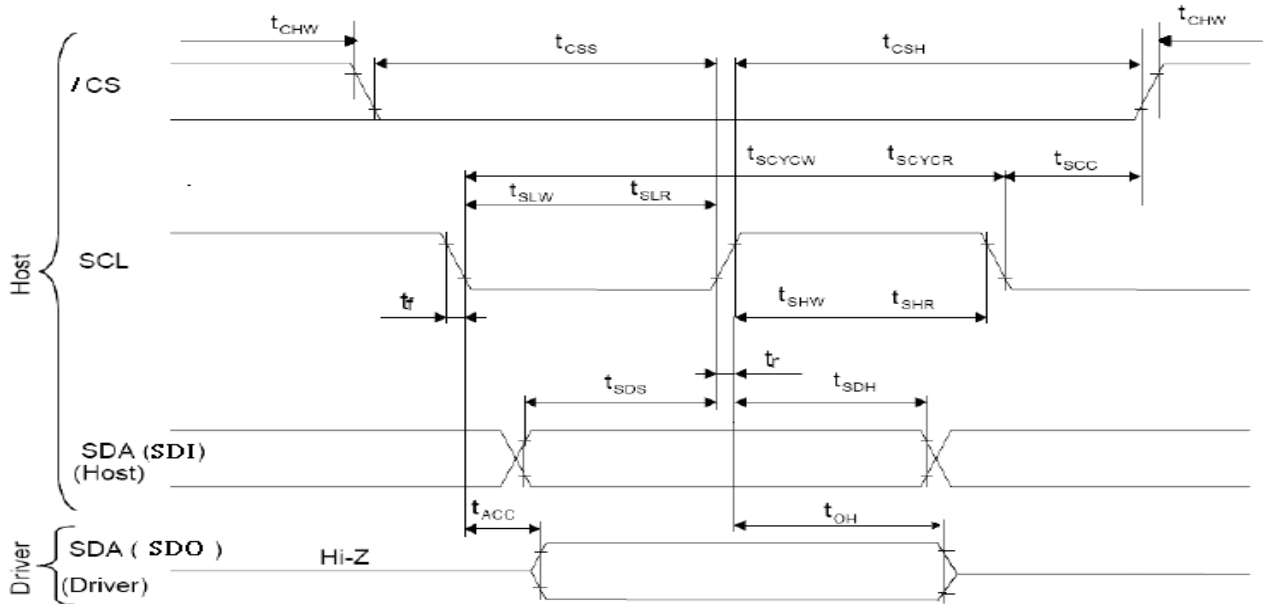 tCHW
tCSS
tCSH
tCHW
/CS
tSCYCW
tSCYCR
tSCC
tSLW
tSLR
Host
SCL
tf
tSHW
tSHR
tr
tSDS
tSDH
SDA (SDI)
(Host)
tACC
tOH
Driver
SDA ( SDO )
Hi-Z
(Driver)